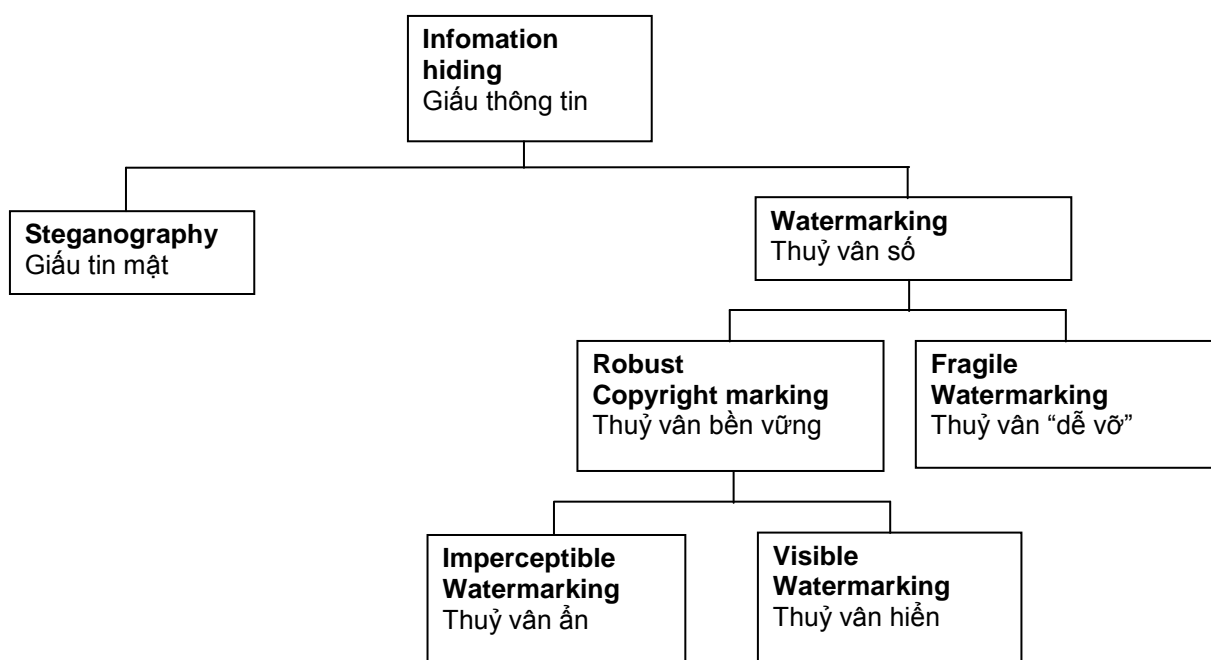 Infomation
hiding
Giấu thông tin
Steganography
Giấu tin mật
Watermarking
Thuỷ vân số
Robust
Copyright marking
Thuỷ vân bền vững
Fragile
Watermarking
Thuỷ vân “dễ vỡ”
Imperceptible
Watermarking
Thuỷ vân ẩn
Visible
Watermarking
Thuỷ vân hiển